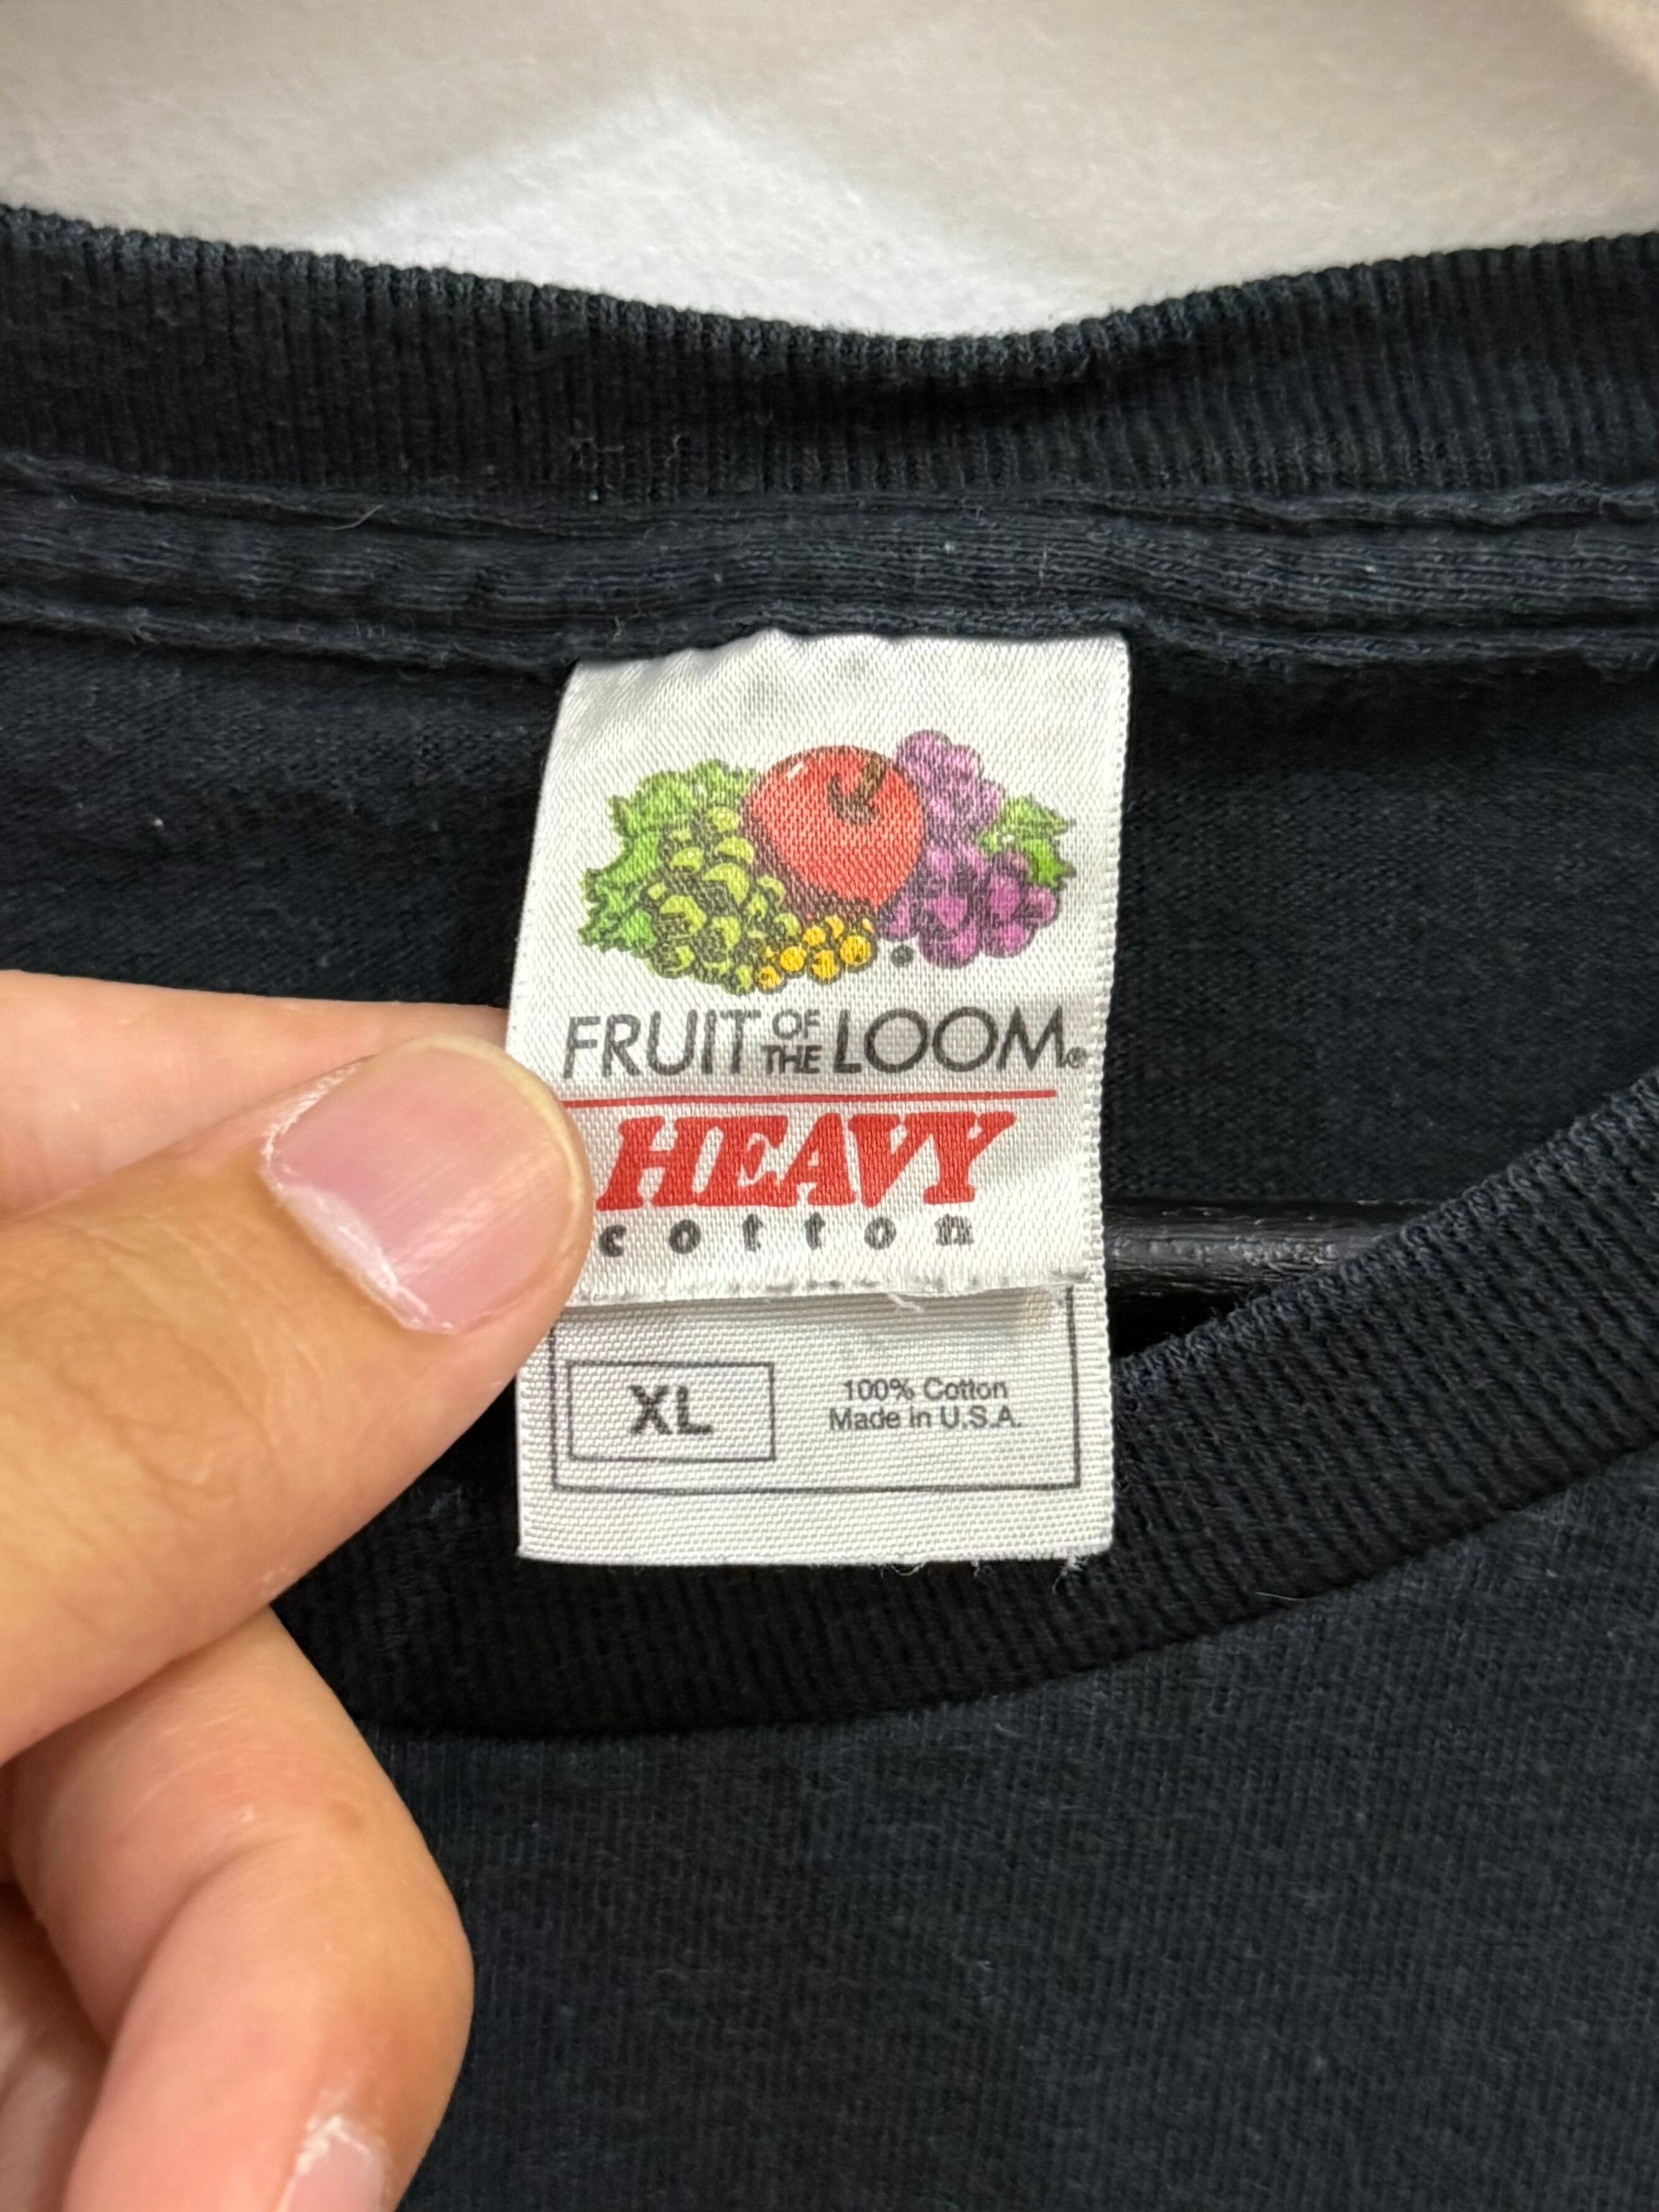 FRUIT OF THE LOOM®
HEAVY
cotton
XL
100% Cotton
Made in U.S.A.